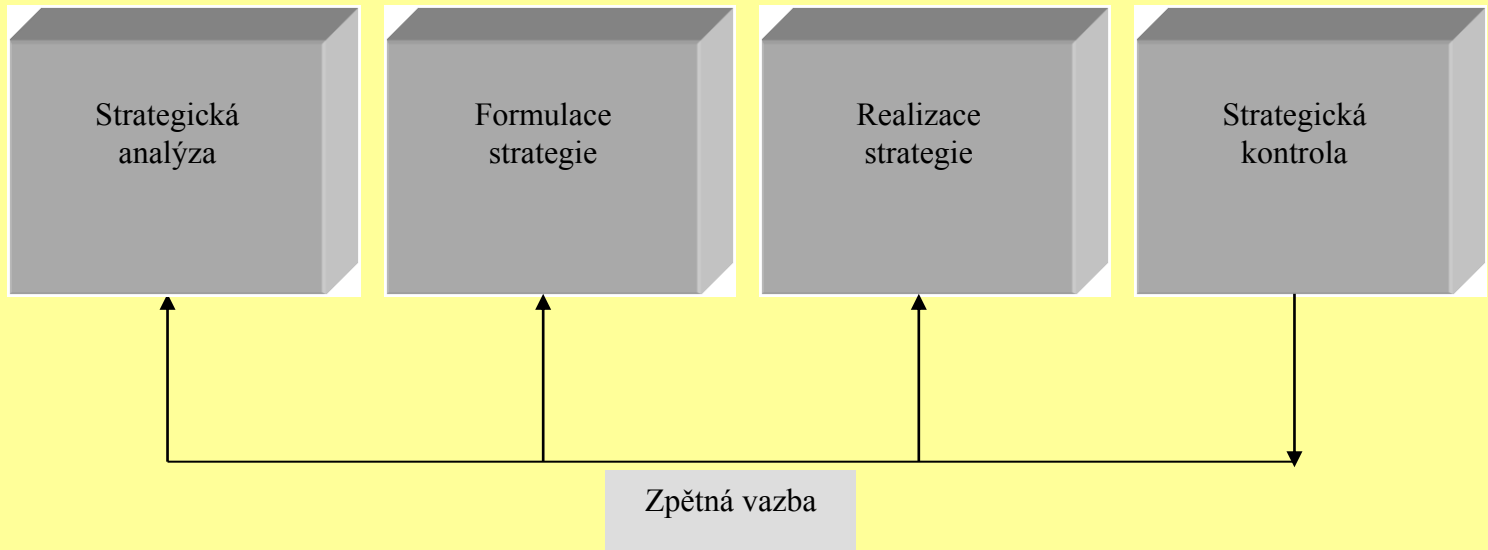 Strategická
analýza
Formulace
strategie
Realizace
strategie
Strategická
kontrola
Zpětná vazba